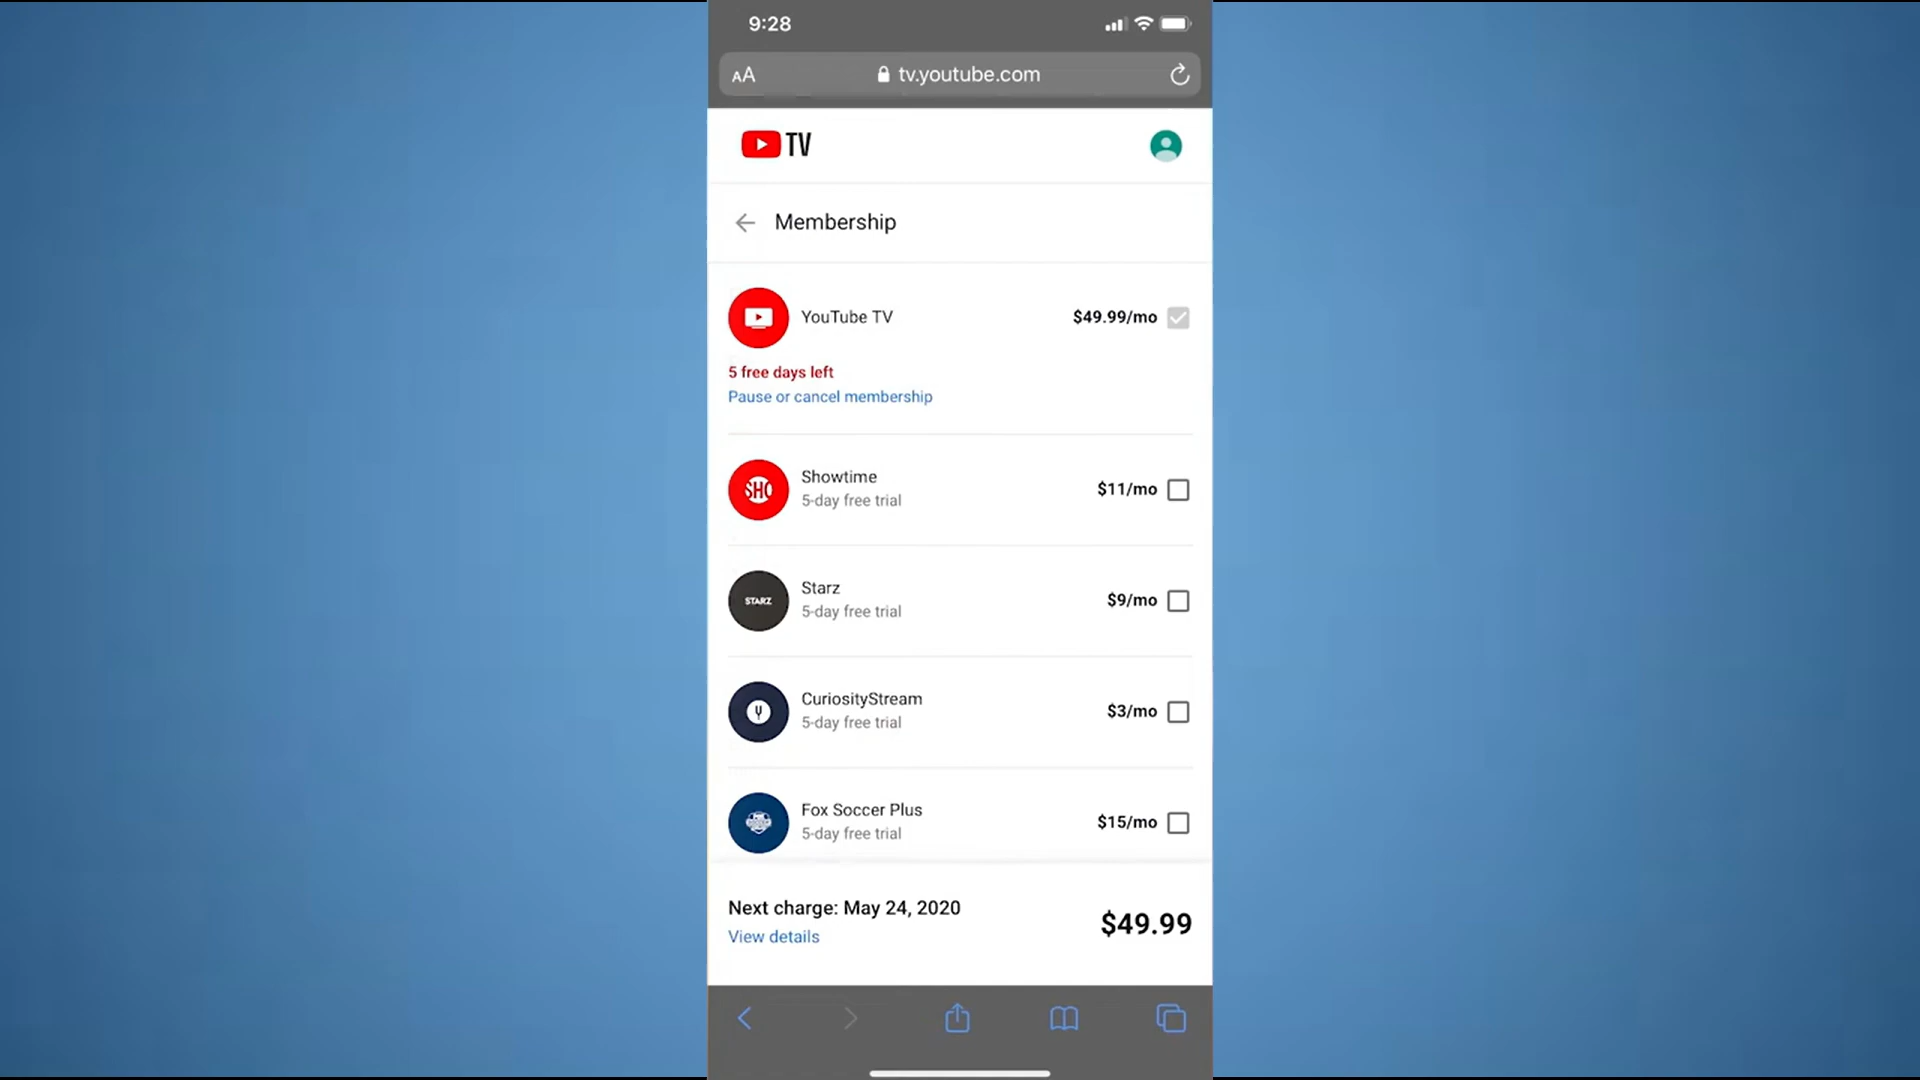 9:28
AA
tv.youtube.com
TV
Membership
YouTube TV
$49.99/mo
5 free days left
Pause or cancel membership
SHO
Showtime
5-day free trial
$11/mo
STARZ
Starz
5-day free trial
$9/mo
CuriosityStream
5-day free trial
$3/mo
Fox Soccer Plus
5-day free trial
$15/mo
Next charge: May 24, 2020
$49.99
View details